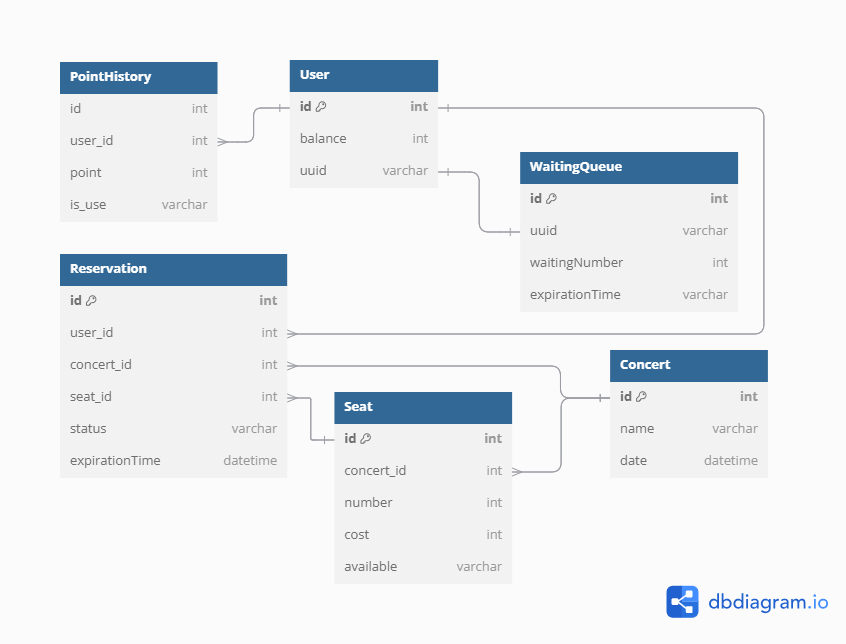 PointHistory
id int
user_id int
point int
is_use varchar
User
id int
balance int
uuid varchar
WaitingQueue
id int
uuid varchar
waitingNumber int
expirationTime varchar
Reservation
id int
user_id int
concert_id int
seat_id int
status varchar
expirationTime datetime
Seat
id int
concert_id int
number int
cost int
available varchar
Concert
id int
name varchar
date datetime
dbdiagram.io